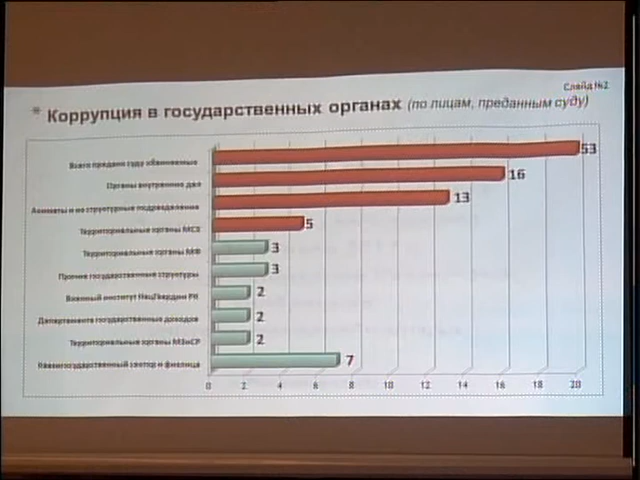 Слайд №2
* Коррупция в государственных органах (по лицам, преданным суду)
Всего предано суду обвиняемые 53
Органы внутренних дел 16
Акиматы и их структурные подразделения 13
Территориальные органы МСХ 5
Территориальные органы МФ 3
Прочие государственные структуры 3
Военный институт НацГвардии РК 2
Департамента государственных доходов 2
Территориальные органы МЗиСР 2
Квазигосударственный сектор и физлица 7
0 2 4 6 8 10 12 14 16 18 20